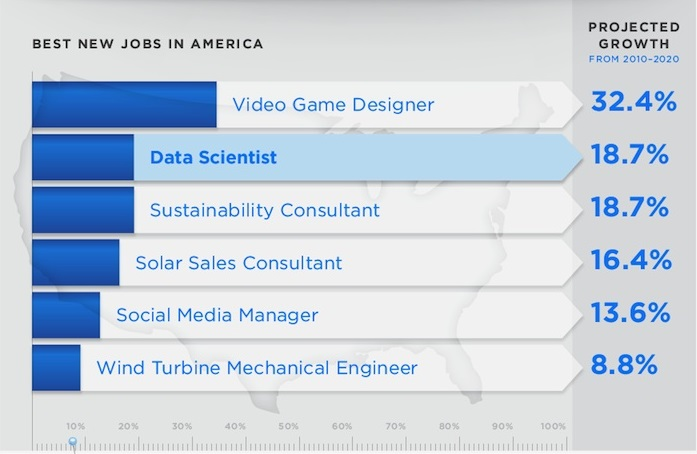 BEST NEW JOBS IN AMERICA
PROJECTED
GROWTH
FROM 2010–2020
Video Game Designer 32.4%
Data Scientist 18.7%
Sustainability Consultant 18.7%
Solar Sales Consultant 16.4%
Social Media Manager 13.6%
Wind Turbine Mechanical Engineer 8.8%
10% 20% 30% 40% 50% 60% 70% 80% 90% 100%